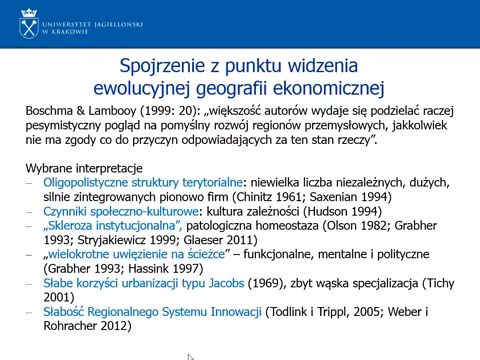 UNIWERSYTET JAGIELLOŃSKI
W KRAKOWIE
Spojrzenie z punktu widzenia
ewolucyjnej geografii ekonomicznej
Boschma & Lambooy (1999: 20): „większość autorów wydaje się podzielać raczej
pesymistyczny pogląd na pomyślny rozwój regionów przemysłowych, jakkolwiek
nie ma zgody co do przyczyn odpowiadających za ten stan rzeczy”.
Wybrane interpretacje
– Oligopolistyczne struktury terytorialne: niewielka liczba niezależnych, dużych,
silnie zintegrowanych pionowo firm (Chinitz 1961; Saxenian 1994)
– Czynniki społeczno-kulturowe: kultura zależności (Hudson 1994)
– „Skleroza instytucjonalna”, patologiczna homeostaza (Olson 1982; Grabher
1993; Stryjakiewicz 1999; Glaeser 2011)
– „wielokrotne uwięzienie na ścieżce” – funkcjonalne, mentalne i polityczne
(Grabher 1993; Hassink 1997)
– Słabe korzyści urbanizacji typu Jacobs (1969), zbyt wąska specjalizacja (Tichy
2001)
– Słabość Regionalnego Systemu Innowacji (Todlink i Trippl, 2005; Weber i
Rohracher 2012)